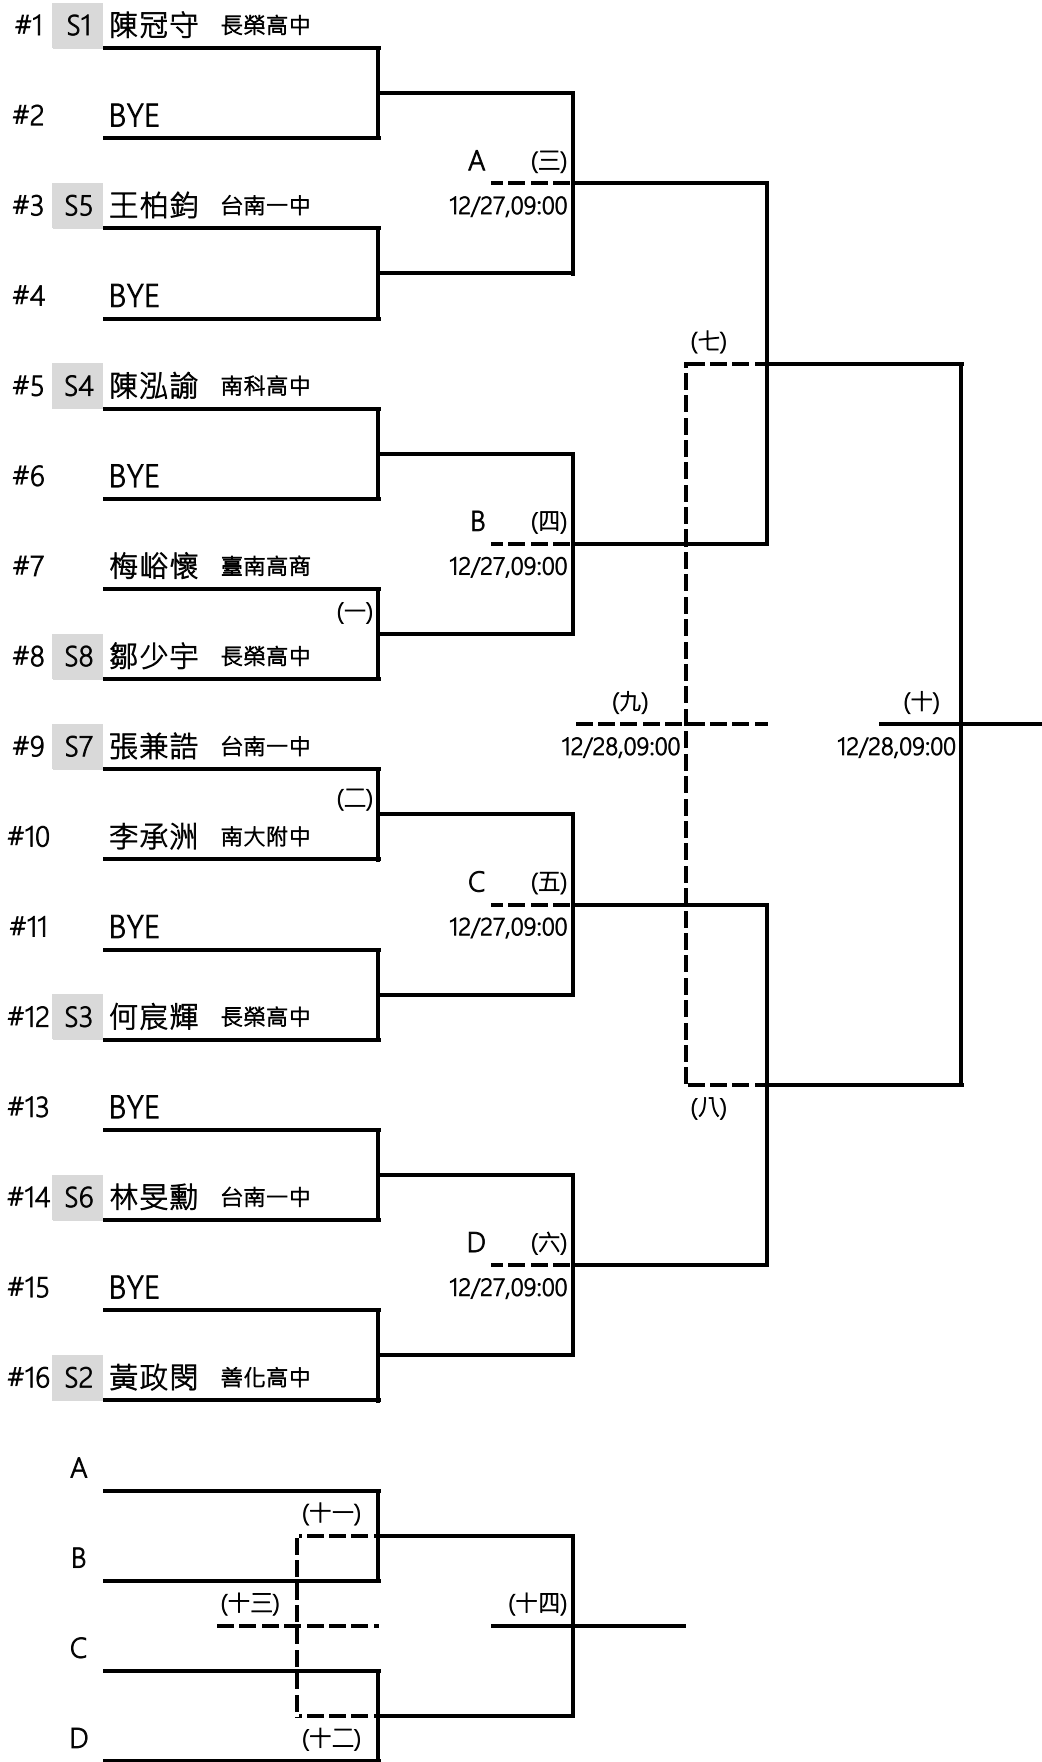 #1 S1 陳冠守 長榮高中
#2 BYE
A (三)
#3 S5 王柏鈞 台南一中
12/27,09:00
#4 BYE
(七)
#5 S4 陳泓諭 南科高中
#6 BYE
B (四)
#7 梅峪懷 臺南高商
12/27,09:00
(一)
#8 S8 鄒少宇 長榮高中
(九) (十)
#9 S7 張兼誥 台南一中
12/28,09:00 12/28,09:00
(二)
#10 李承洲 南大附中
C (五)
#11 BYE
12/27,09:00
#12 S3 何宸輝 長榮高中
#13 BYE
(八)
#14 S6 林旻勳 台南一中
D (六)
#15 BYE
12/27,09:00
#16 S2 黃政閔 善化高中
A
(十一)
B
(十三) (十四)
C
(十二)
D